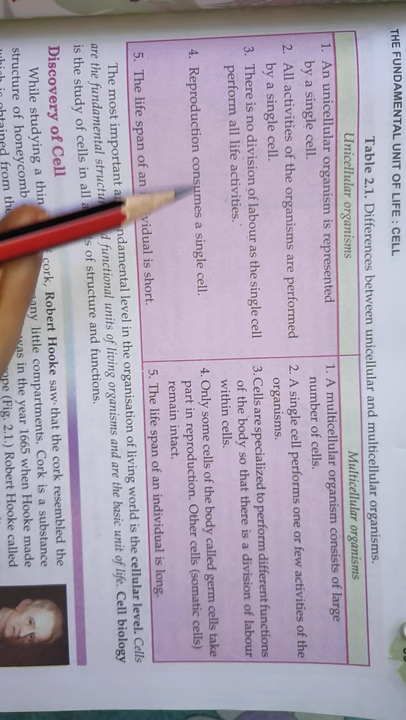 THE FUNDAMENTAL UNIT OF LIFE : CELL
Table 2.1. Differences between unicellular and multicellular organisms.
Unicellular organisms
1. An unicellular organism is represented
by a single cell.
2. All activities of the organisms are performed
by a single cell.
3. There is no division of labour as the single cell
perform all life activities.
4. Reproduction consumes a single cell.
5. The life span of an individual is short.
Multicellular organisms
1. A multicellular organism consists of large
number of cells.
2. A single cell performs one or few activities of the
organisms.
3. Cells are specialized to perform different functions
of the body so that there is a division of labour
within cells.
4. Only some cells of the body called germ cells take
part in reproduction. Other cells (somatic cells)
remain intact.
5. The life span of an individual is long.
The most important and fundamental level in the organisation of living world is the cellular level. Cells
are the fundamental structural and functional units of living organisms and are the basic unit of life. Cell biology
is the study of cells in all of structure and functions.
Discovery of Cell
While studying a thin cork, Robert Hooke saw that the cork resembled the
structure of honeycomb many little compartments. Cork is a substance
which is obtained from the was in the year 1665 when Hooke made
(Fig. 2.1.) Robert Hooke called